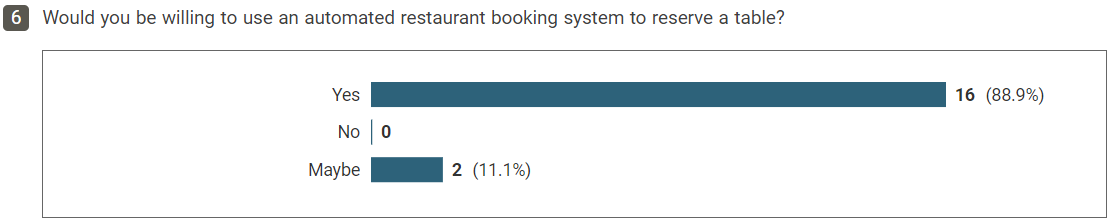 6 Would you be willing to use an automated restaurant booking system to reserve a table?
Yes 16 (88.9%)
No 0
Maybe 2 (11.1%)